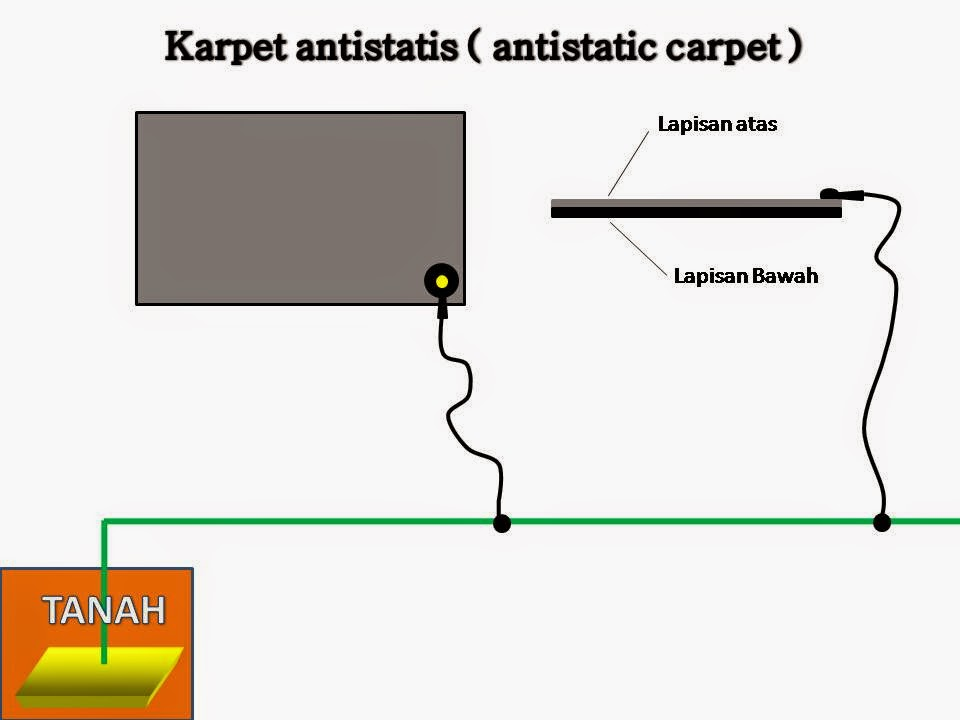 Karpet antistatis ( antistatic carpet )
Lapisan atas
Lapisan Bawah
TANAH